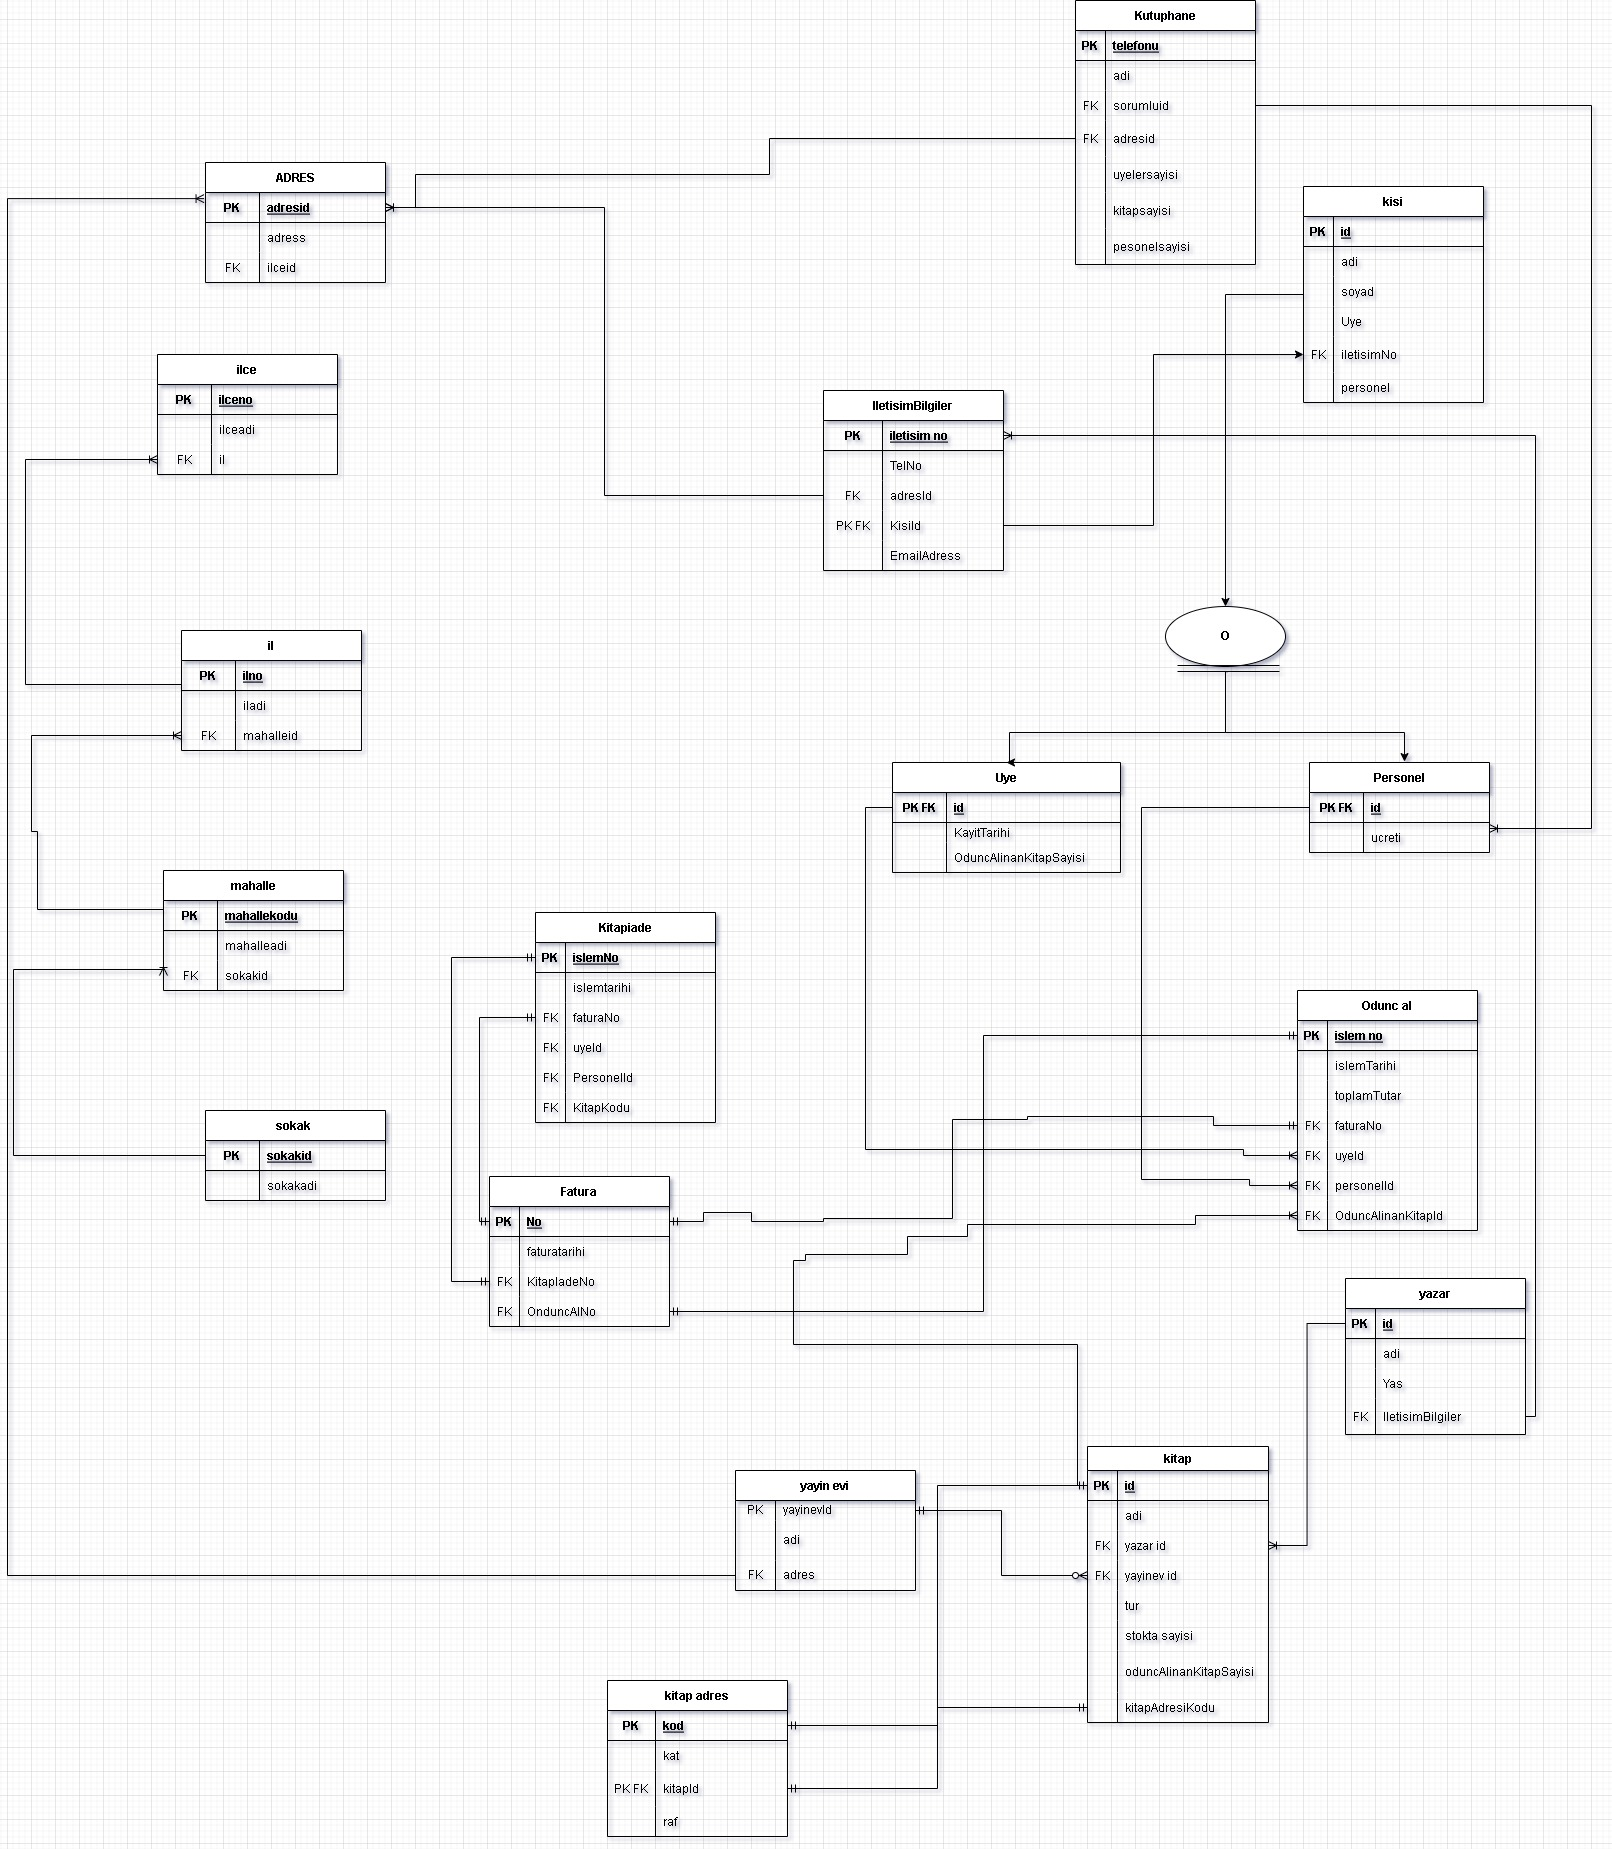 Kutuphane
PK telefonu
adi
FK sorumluid
FK adresid
uyelersayisi
kitapsayisi
pesonelsayisi
ADRES
PK adresid
adress
FK ilceid
kisi
PK id
adi
soyad
Uye
FK iletisimNo
personel
ilce
PK ilceno
ilceadi
FK il
IletisimBilgiler
PK iletisim no
TelNo
FK adresId
PK FK KisiId
EmailAdress
O
il
PK ilno
iladi
FK mahalleid
Uye
PK FK id
KayitTarihi
OduncAlinanKitapSayisi
Personel
PK FK id
ucreti
mahalle
PK mahallekodu
mahalleadi
FK sokakid
Kitapiade
PK islemNo
islemtarihi
FK faturaNo
FK uyeId
FK PersonelId
FK KitapKodu
Odunc al
PK islem no
islemTarihi
toplamTutar
FK faturaNo
FK uyeId
FK personelId
FK OduncAlinanKitapId
sokak
PK sokakid
sokakadi
Fatura
PK No
faturatarihi
FK KitapIadeNo
FK OnduncAlNo
yazar
PK id
adi
Yas
FK IletisimBilgiler
kitap
PK id
adi
FK yazar id
FK yayinev id
tur
stokta sayisi
oduncAlinanKitapSayisi
kitapAdresiKodu
yayin evi
PK yayinevId
adi
FK adres
kitap adres
PK kod
kat
PK FK kitapId
raf